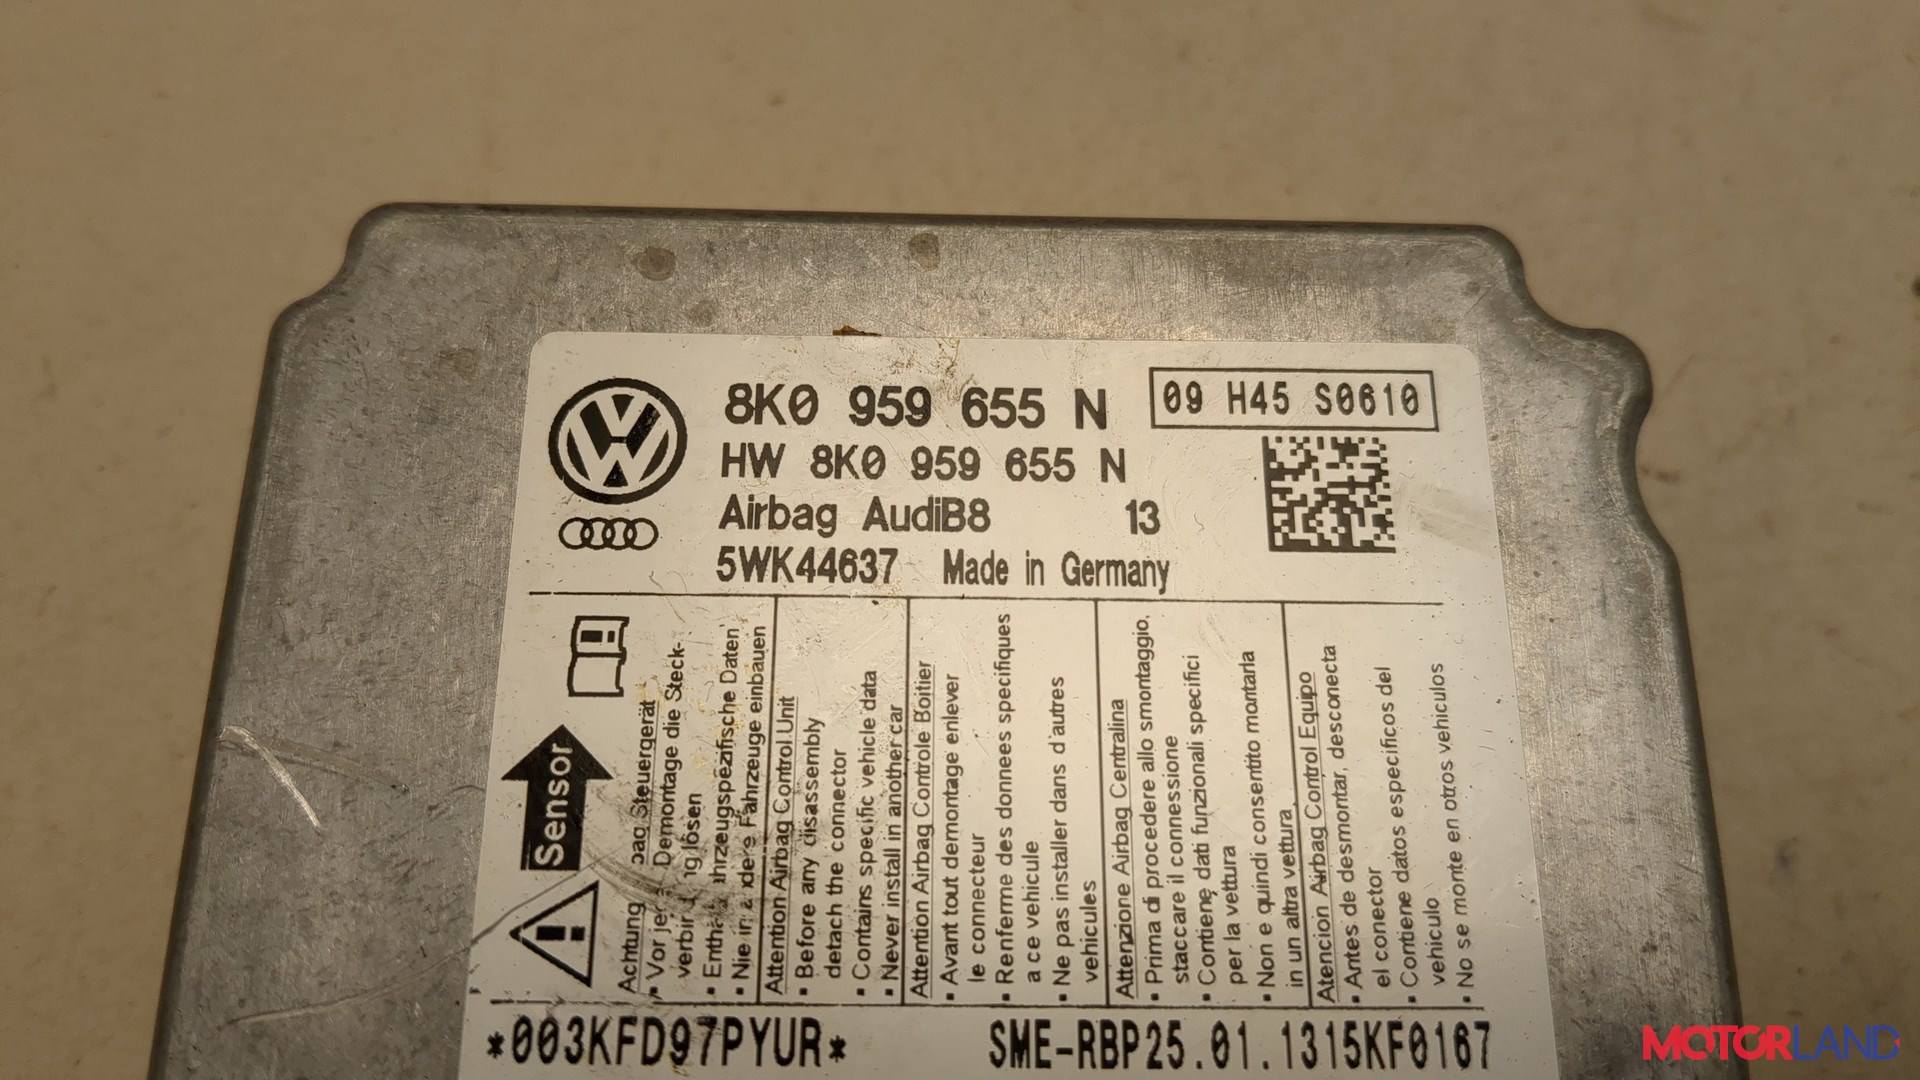 8K0 959 655 N
09 H45 S0610
HW 8K0 959 655 N
Airbag AudiB8 13
5WK44637 Made in Germany
Sensor
Achtung Steuergerät
• Vor Demontage die Steck-
lösen
• spezifische Daten
• Fahrzeuge einbauen
Attention Airbag Control Unit
• Before any disassembly
detach the connector
• Contains specific vehicle data
• Never install in another car
Attention Airbag Controle Boitier
• Avant tout demontage enlever
le connecteur
• Renferme des donnees specifiques
a ce vehicule
• Ne pas installer dans d'autres
vehicules
Attenzione Airbag Centralina
• Prima di procedere allo smontaggio,
staccare il connessione
• Contiene dati funzionali specifici
per la vettura
• Non e quindi consentito montarla
in un altra vettura
Atencion Airbag Control Equipo
• Antes de desmontar, desconecta
el conector
• Contiene datos especificos del
vehiculo
• No se monte en otros vehiculos
*003KFD97PYUR* SME-RBP25.01.1315KF0167
MOTORLAND